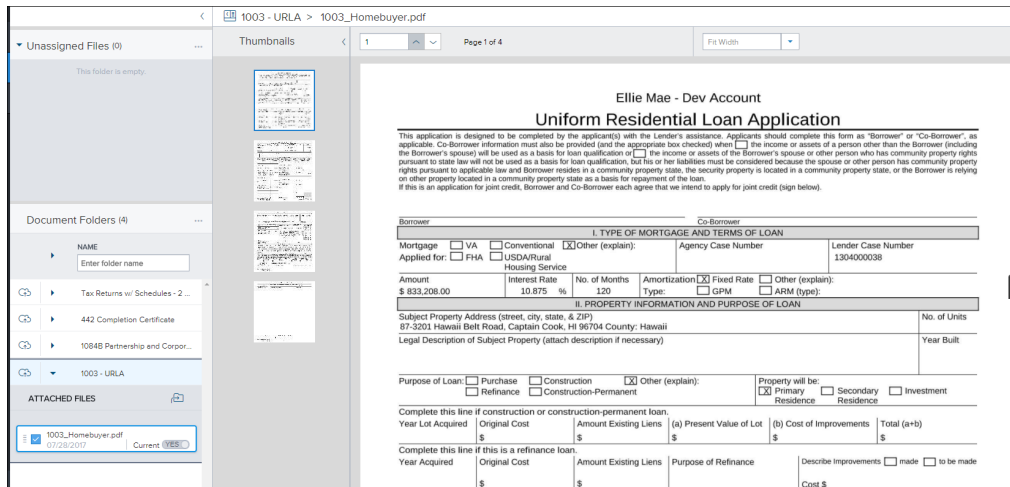 1003 - URLA > 1003_Homebuyer.pdf
Unassigned Files (0) ...
This folder is empty.
Document Folders (4) ...
NAME
Enter folder name
Tax Returns w/ Schedules - 2 ...
442 Completion Certificate
1084B Partnership and Corpor...
1003 - URLA
ATTACHED FILES
1003_Homebuyer.pdf
07/28/2017 Current YES
Thumbnails
1 Page 1 of 4 Fit Width
Ellie Mae - Dev Account
Uniform Residential Loan Application
This application is designed to be completed by the applicant(s) with the Lender's assistance. Applicants should complete this form as "Borrower" or "Co-Borrower", as
applicable. Co-Borrower information must also be provided (and the appropriate box checked) when the income or assets of a person other than the Borrower (including
the Borrower's spouse) will be used as a basis for loan qualification or the income or assets of the Borrower's spouse or other person who has community property rights
pursuant to state law will not be used as a basis for loan qualification, but his or her liabilities must be considered because the spouse or other person has community property
rights pursuant to applicable law and Borrower resides in a community property state, the security property is located in a community property state, or the Borrower is relying
on other property located in a community property state as a basis for repayment of the loan.
If this is an application for joint credit, Borrower and Co-Borrower each agree that we intend to apply for joint credit (sign below).
Borrower Co-Borrower
I. TYPE OF MORTGAGE AND TERMS OF LOAN
Mortgage VA Conventional X Other (explain): Agency Case Number Lender Case Number
Applied for: FHA USDA/Rural 1304000038
Housing Service
Amount Interest Rate No. of Months Amortization X Fixed Rate Other (explain):
$ 833,208.00 10.875 % 120 Type: GPM ARM (type):
II. PROPERTY INFORMATION AND PURPOSE OF LOAN
Subject Property Address (street, city, state, & ZIP) No. of Units
87-3201 Hawaii Belt Road, Captain Cook, HI 96704 County: Hawaii
Legal Description of Subject Property (attach description if necessary) Year Built
Purpose of Loan: Purchase Construction X Other (explain): Property will be:
Refinance Construction-Permanent X Primary Secondary Investment
Residence Residence
Complete this line if construction or construction-permanent loan.
Year Lot Acquired Original Cost Amount Existing Liens (a) Present Value of Lot (b) Cost of Improvements Total (a+b)
$ $ $ $ $
Complete this line if this is a refinance loan.
Year Acquired Original Cost Amount Existing Liens Purpose of Refinance Describe Improvements made to be made
$ $ Cost $